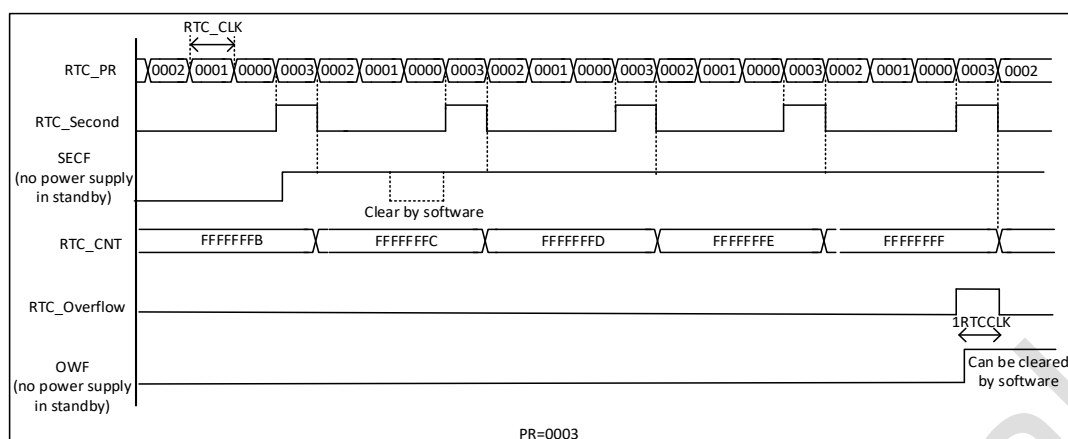 RTC_CLK
RTC_PR 0002 0001 0000 0003 0002 0001 0000 0003 0002 0001 0000 0003 0002 0001 0000 0003 0002 0001 0000 0003 0002
RTC_Second
SECF
(no power supply
in standby)
Clear by software
RTC_CNT FFFFFFFB FFFFFFFC FFFFFFFD FFFFFFFE FFFFFFFF
RTC_Overflow
1RTCCLK
OWF
(no power supply
in standby)
Can be cleared
by software
PR=0003